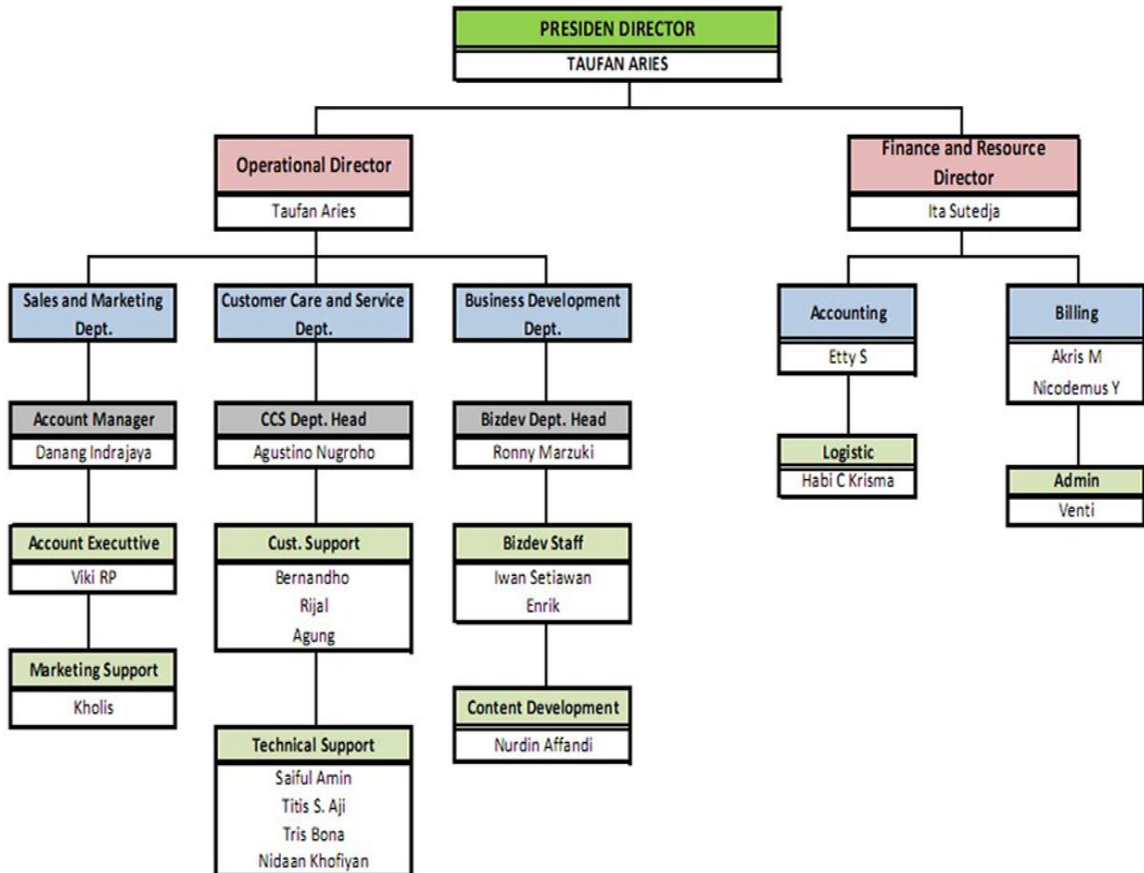 PRESIDEN DIRECTOR
TAUFAN ARIES
Operational Director
Taufan Aries
Finance and Resource
Director
Ita Sutedja
Sales and Marketing
Dept.
Customer Care and Service
Dept.
Business Development
Dept.
Accounting
Etty S
Billing
Akris M
Nicodemus Y
Account Manager
Danang Indrajaya
CCS Dept. Head
Agustino Nugroho
Bizdev Dept. Head
Ronny Marzuki
Logistic
Habi C Krisma
Admin
Venti
Account Executtive
Viki RP
Cust. Support
Bernandho
Rijal
Agung
Bizdev Staff
Iwan Setiawan
Enrik
Marketing Support
Kholis
Content Development
Nurdin Affandi
Technical Support
Saiful Amin
Titis S. Aji
Tris Bona
Nidaan Khofiyan